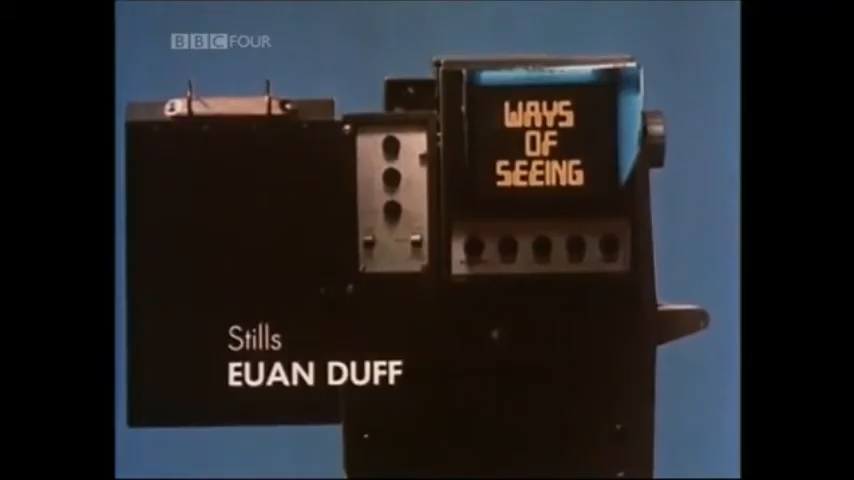 BBC FOUR
WAYS
OF
SEEING
Stills
EUAN DUFF